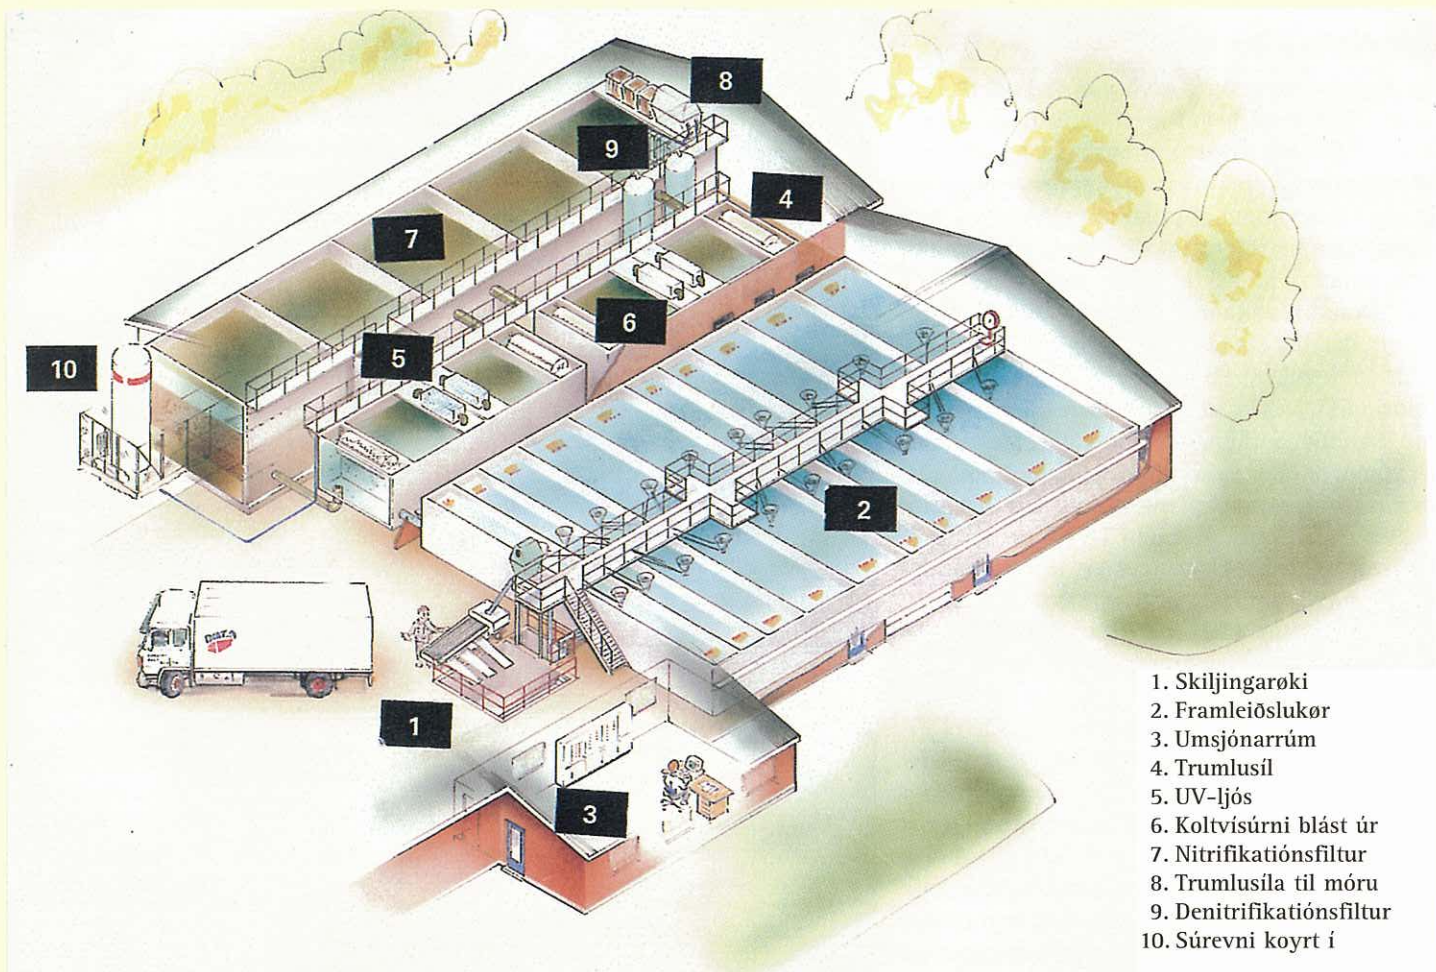 8
9
4
7
6
5
10
2
1
3
1. Skiljingarøki
2. Framleiðslukør
3. Umsjónarrúm
4. Trumlusíl
5. UV-ljós
6. Koltvísúrni blást úr
7. Nitrifikatiónsfiltur
8. Trumlusíla til móru
9. Denitrifikatiónsfiltur
10. Súrevni koyrt í